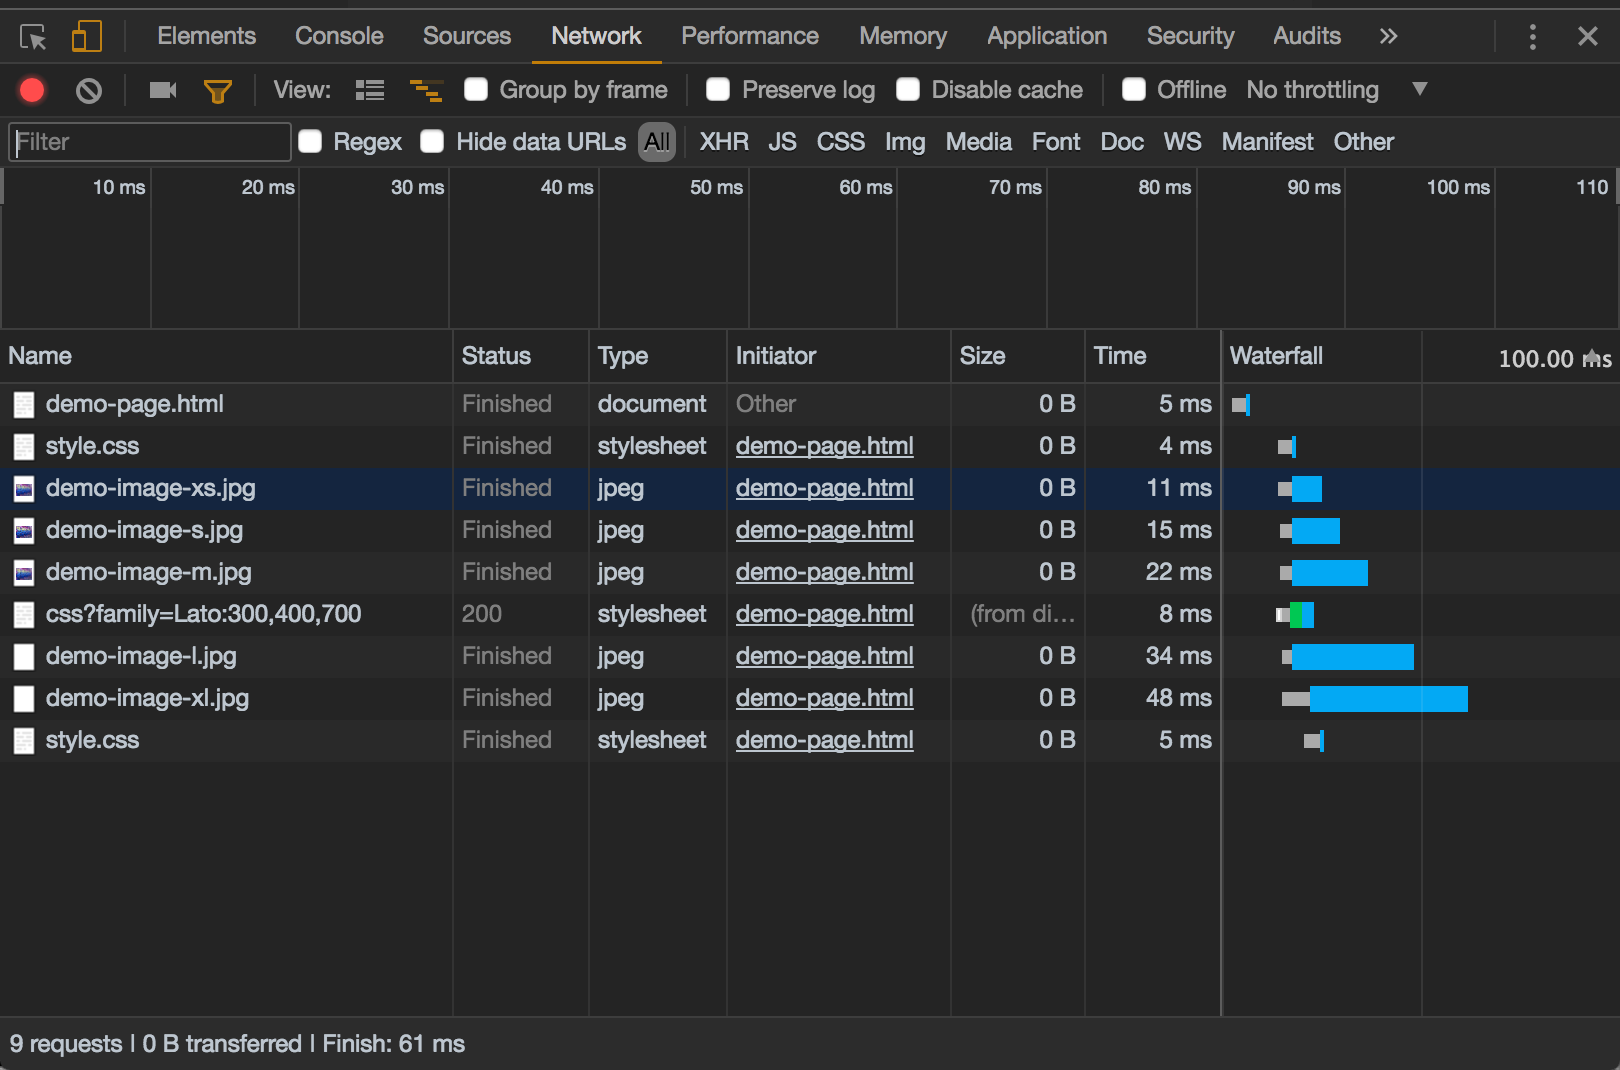 Elements Console Sources Network Performance Memory Application Security Audits »
View: Group by frame Preserve log Disable cache Offline No throttling ▼
Filter Regex Hide data URLs All XHR JS CSS Img Media Font Doc WS Manifest Other
10 ms 20 ms 30 ms 40 ms 50 ms 60 ms 70 ms 80 ms 90 ms 100 ms 110
Name Status Type Initiator Size Time Waterfall 100.00 ms
demo-page.html Finished document Other 0 B 5 ms
style.css Finished stylesheet demo-page.html 0 B 4 ms
demo-image-xs.jpg Finished jpeg demo-page.html 0 B 11 ms
demo-image-s.jpg Finished jpeg demo-page.html 0 B 15 ms
demo-image-m.jpg Finished jpeg demo-page.html 0 B 22 ms
css?family=Lato:300,400,700 200 stylesheet demo-page.html (from di... 8 ms
demo-image-l.jpg Finished jpeg demo-page.html 0 B 34 ms
demo-image-xl.jpg Finished jpeg demo-page.html 0 B 48 ms
style.css Finished stylesheet demo-page.html 0 B 5 ms
9 requests | 0 B transferred | Finish: 61 ms